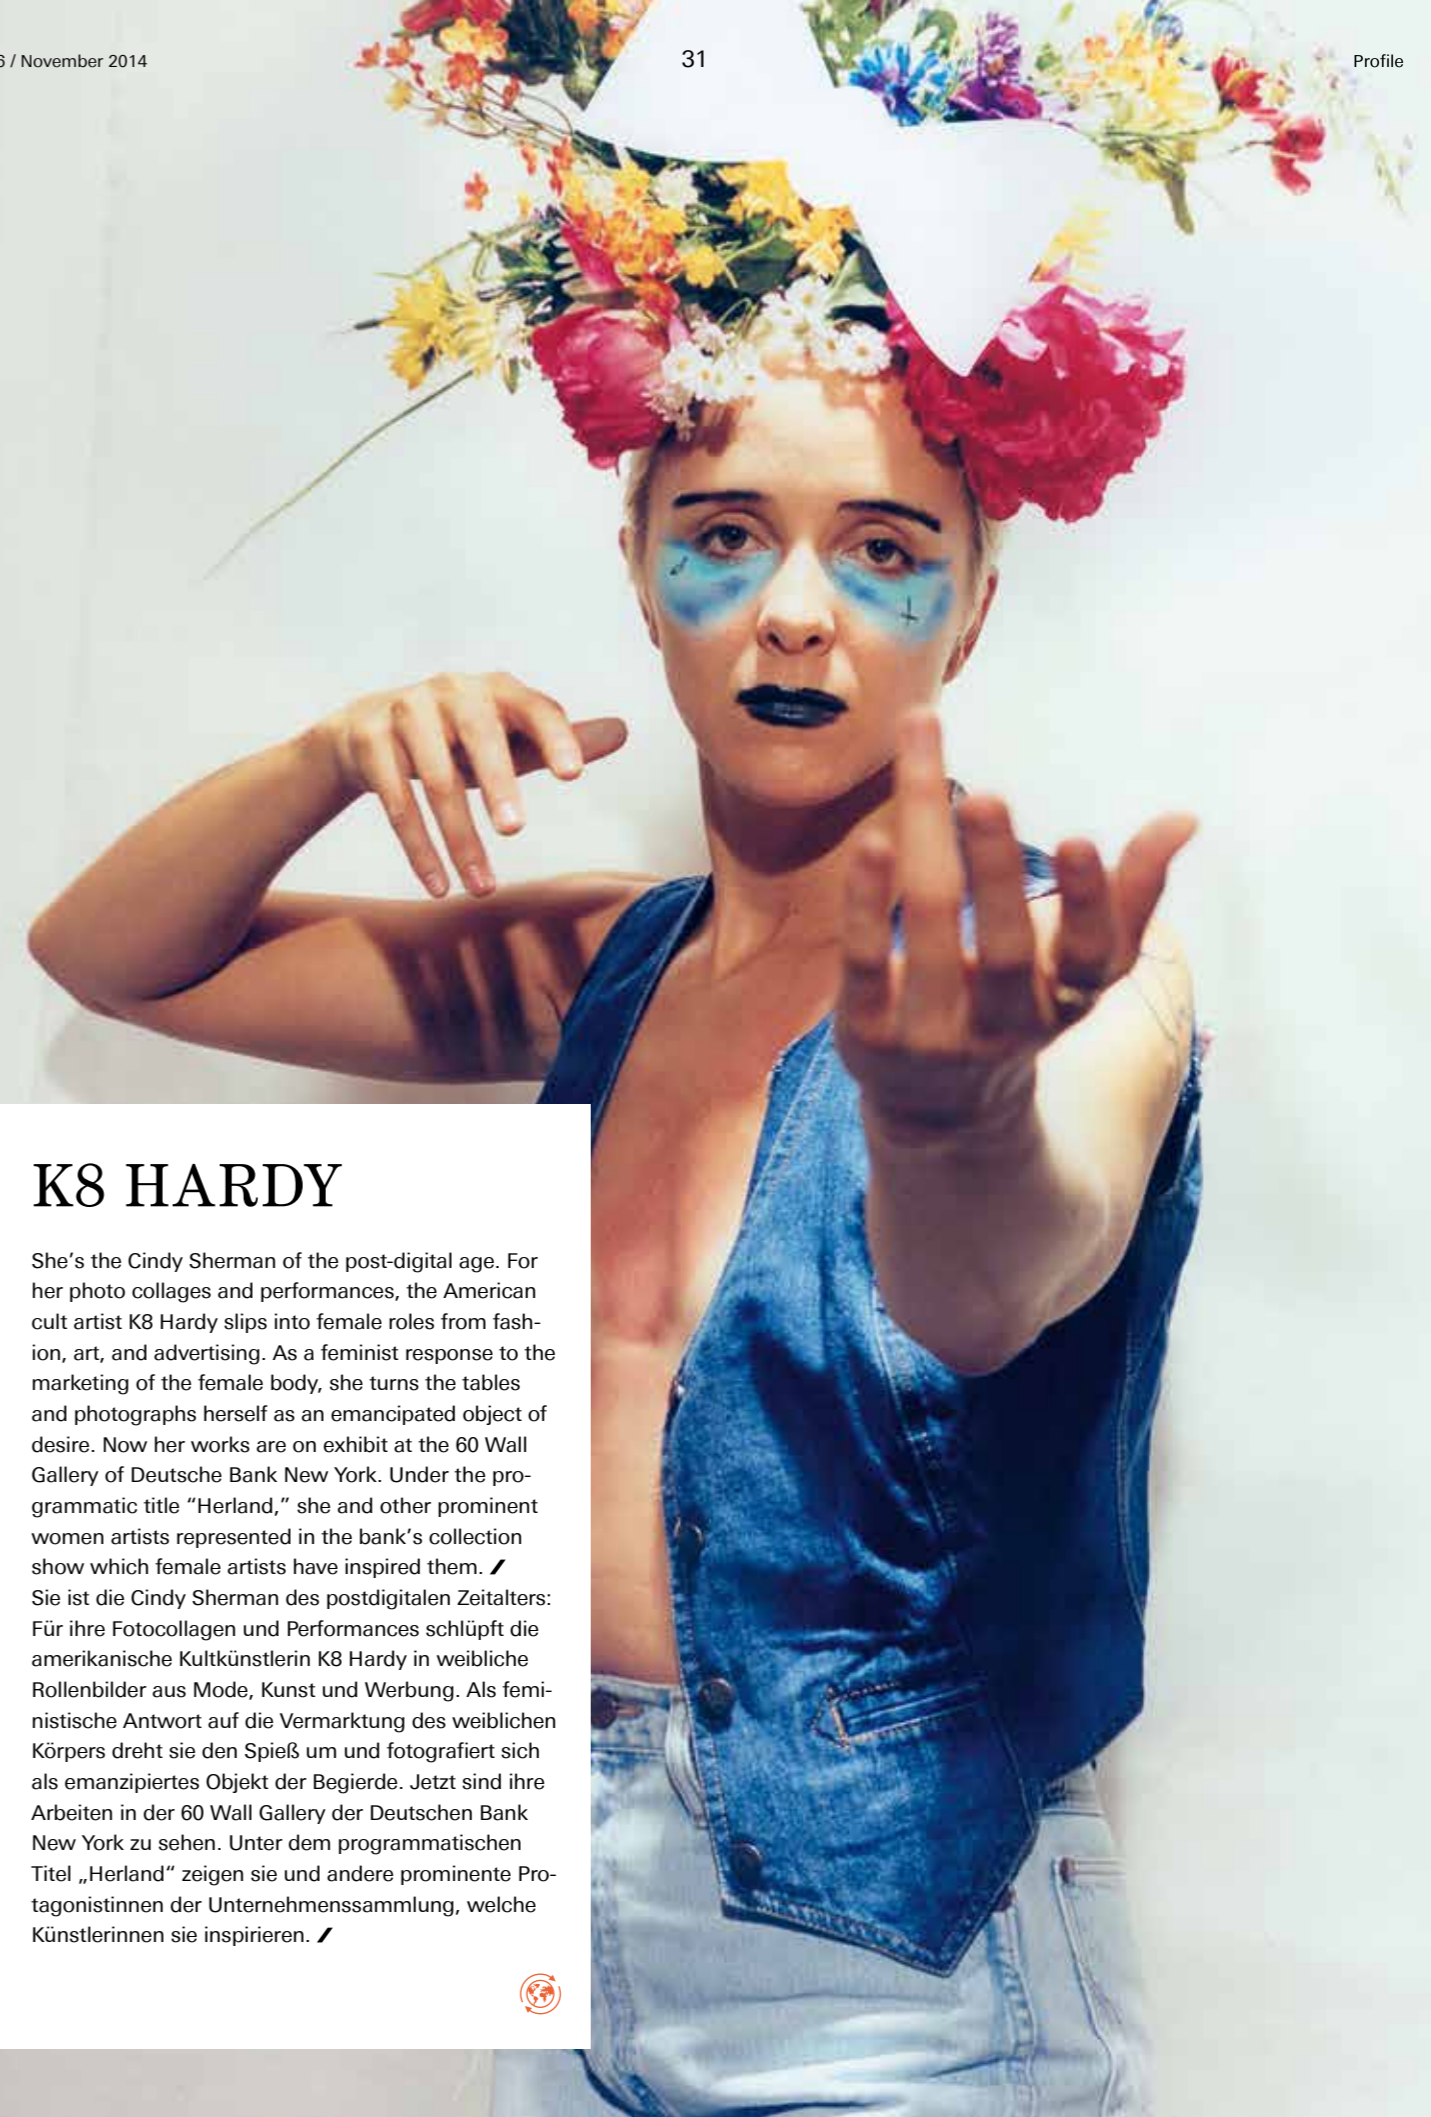 6 / November 2014
31
Profile
K8 HARDY
She’s the Cindy Sherman of the post-digital age. For
her photo collages and performances, the American
cult artist K8 Hardy slips into female roles from fash-
ion, art, and advertising. As a feminist response to the
marketing of the female body, she turns the tables
and photographs herself as an emancipated object of
desire. Now her works are on exhibit at the 60 Wall
Gallery of Deutsche Bank New York. Under the pro-
grammatic title “Herland,” she and other prominent
women artists represented in the bank’s collection
show which female artists have inspired them.
Sie ist die Cindy Sherman des postdigitalen Zeitalters:
Für ihre Fotocollagen und Performances schlüpft die
amerikanische Kultkünstlerin K8 Hardy in weibliche
Rollenbilder aus Mode, Kunst und Werbung. Als femi-
nistische Antwort auf die Vermarktung des weiblichen
Körpers dreht sie den Spieß um und fotografiert sich
als emanzipiertes Objekt der Begierde. Jetzt sind ihre
Arbeiten in der 60 Wall Gallery der Deutschen Bank
New York zu sehen. Unter dem programmatischen
Titel „Herland“ zeigen sie und andere prominente Pro-
tagonistinnen der Unternehmenssammlung, welche
Künstlerinnen sie inspirieren.